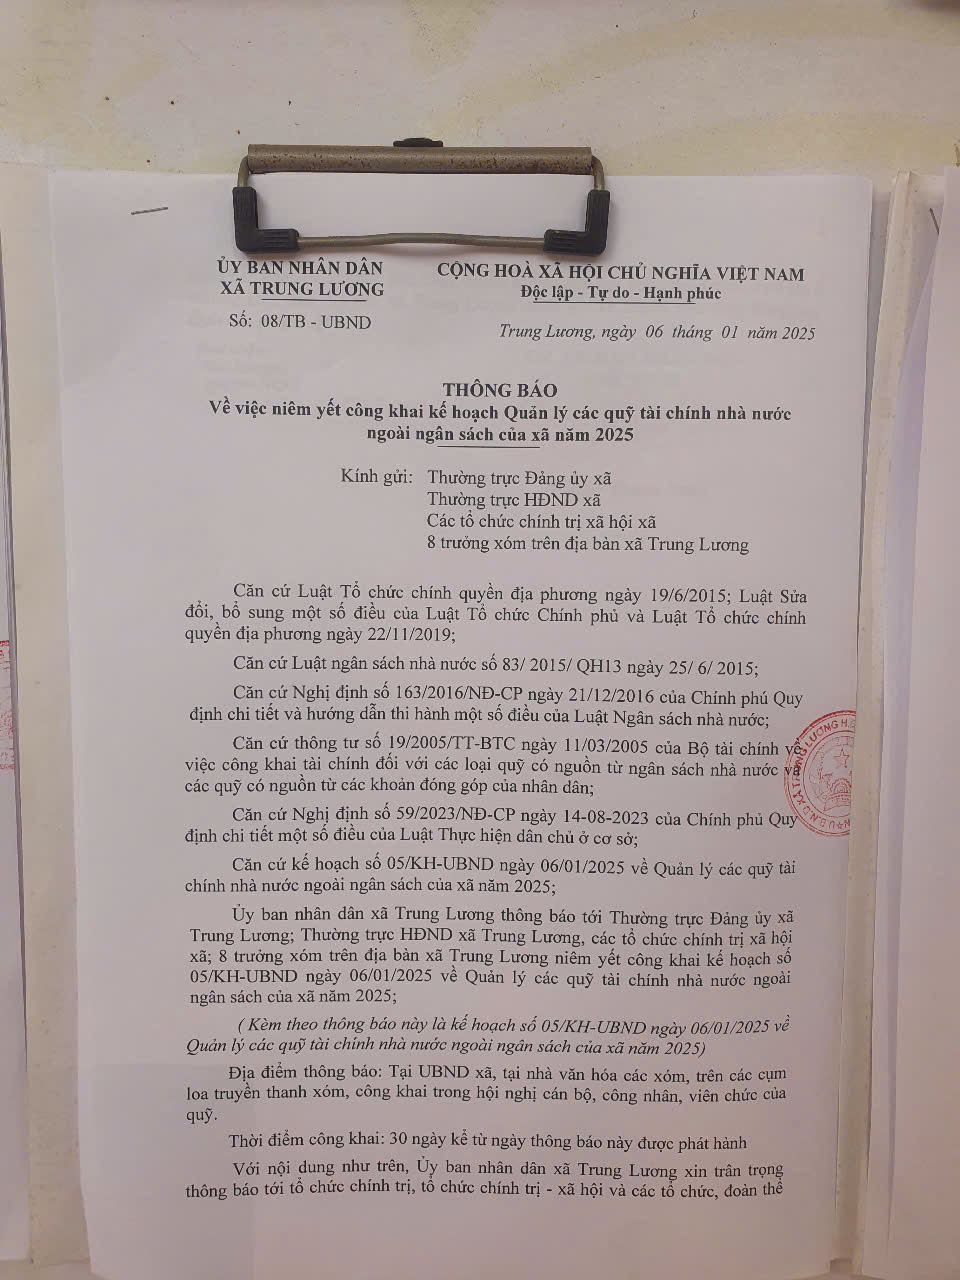 ỦY BAN NHÂN DÂN
XÃ TRUNG LƯƠNG
Số: 08/TB - UBND
CỘNG HOÀ XÃ HỘI CHỦ NGHĨA VIỆT NAM
Độc lập - Tự do - Hạnh phúc
Trung Lương, ngày 06 tháng 01 năm 2025
THÔNG BÁO
Về việc niêm yết công khai kế hoạch Quản lý các quỹ tài chính nhà nước
ngoài ngân sách của xã năm 2025
Kính gửi: Thường trực Đảng ủy xã
Thường trực HĐND xã
Các tổ chức chính trị xã hội xã
8 trưởng xóm trên địa bàn xã Trung Lương
Căn cứ Luật Tổ chức chính quyền địa phương ngày 19/6/2015; Luật Sửa
đổi, bổ sung một số điều của Luật Tổ chức Chính phủ và Luật Tổ chức chính
quyền địa phương ngày 22/11/2019;
Căn cứ Luật ngân sách nhà nước số 83/ 2015/ QH13 ngày 25/ 6/ 2015;
Căn cứ Nghị định số 163/2016/NĐ-CP ngày 21/12/2016 của Chính phú Quy
định chi tiết và hướng dẫn thi hành một số điều của Luật Ngân sách nhà nước;
Căn cứ thông tư số 19/2005/TT-BTC ngày 11/03/2005 của Bộ tài chính về
việc công khai tài chính đối với các loại quỹ có nguồn từ ngân sách nhà nước và
các quỹ có nguồn từ các khoản đóng góp của nhân dân;
Căn cứ Nghị định số 59/2023/NĐ-CP ngày 14-08-2023 của Chính phủ Quy
định chi tiết một số điều của Luật Thực hiện dân chủ ở cơ sở;
Căn cứ kế hoạch số 05/KH-UBND ngày 06/01/2025 về Quản lý các quỹ tài
chính nhà nước ngoài ngân sách của xã năm 2025;
Ủy ban nhân dân xã Trung Lương thông báo tới Thường trực Đảng ủy xã
Trung Lương; Thường trực HĐND xã Trung Lương, các tổ chức chính trị xã hội
xã; 8 trưởng xóm trên địa bàn xã Trung Lương niêm yết công khai kế hoạch số
05/KH-UBND ngày 06/01/2025 về Quản lý các quỹ tài chính nhà nước ngoài
ngân sách của xã năm 2025;
( Kèm theo thông báo này là kế hoạch số 05/KH-UBND ngày 06/01/2025 về
Quản lý các quỹ tài chính nhà nước ngoài ngân sách của xã năm 2025)
Địa điểm thông báo: Tại UBND xã, tại nhà văn hóa các xóm, trên các cụm
loa truyền thanh xóm, công khai trong hội nghị cán bộ, công nhân, viên chức của
quỹ.
Thời điểm công khai: 30 ngày kể từ ngày thông báo này được phát hành
Với nội dung như trên, Ủy ban nhân dân xã Trung Lương xin trân trọng
thông báo tới tổ chức chính trị, tổ chức chính trị - xã hội và các tổ chức, đoàn thể
U.B.N.D XÃ TRUNG LƯƠNG H.